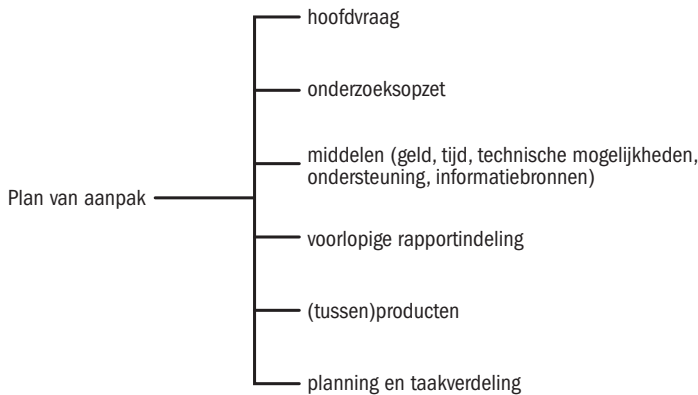 hoofdvraag
onderzoeksopzet
middelen (geld, tijd, technische mogelijkheden,
ondersteuning, informatiebronnen)
Plan van aanpak
voorlopige rapportindeling
(tussen)producten
planning en taakverdeling